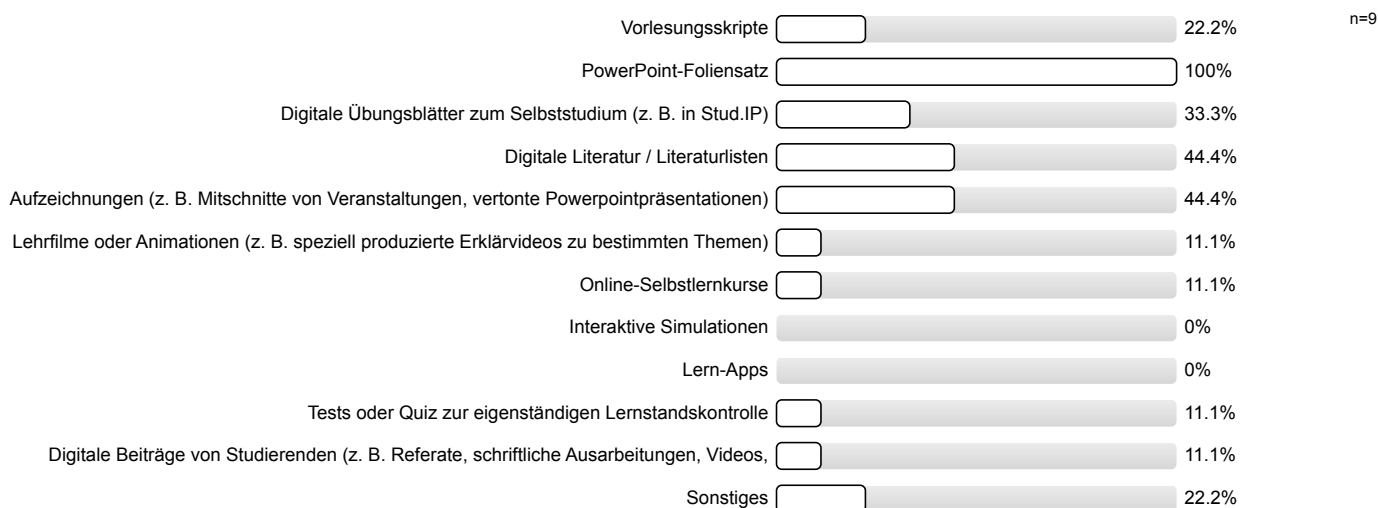 Vorlesungsskripte 22.2% n=9
PowerPoint-Foliensatz 100%
Digitale Übungsblätter zum Selbststudium (z. B. in Stud.IP) 33.3%
Digitale Literatur / Literaturlisten 44.4%
Aufzeichnungen (z. B. Mitschnitte von Veranstaltungen, vertonte Powerpointpräsentationen) 44.4%
Lehrfilme oder Animationen (z. B. speziell produzierte Erklärvideos zu bestimmten Themen) 11.1%
Online-Selbstlernkurse 11.1%
Interaktive Simulationen 0%
Lern-Apps 0%
Tests oder Quiz zur eigenständigen Lernstandskontrolle 11.1%
Digitale Beiträge von Studierenden (z. B. Referate, schriftliche Ausarbeitungen, Videos, 11.1%
Sonstiges 22.2%